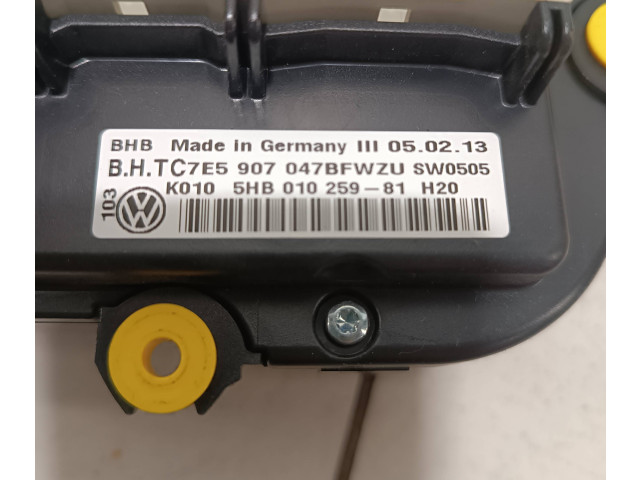 BHB Made in Germany III 05.02.13
B.H.TC7E5 907 047BFWZU SW0505
K010 5HB 010 259-81 H20
103